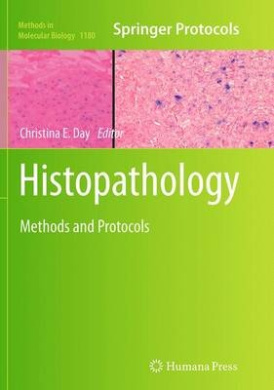 Methods in
Molecular Biology 1180
Springer Protocols
Christina E. Day Editor
Histopathology
Methods and Protocols
Humana Press